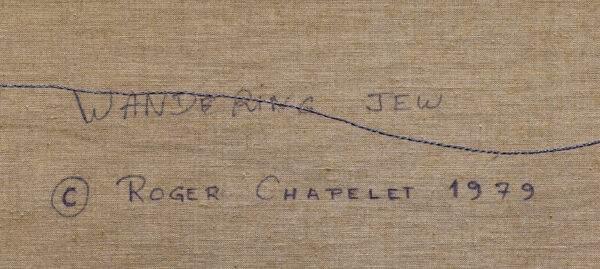 WANDERING JEW
© ROGER CHAPELET 1979